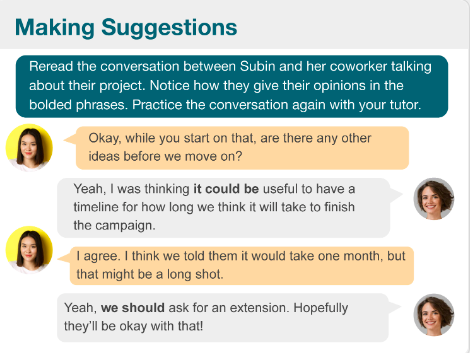 Making Suggestions
Reread the conversation between Subin and her coworker talking
about their project. Notice how they give their opinions in the
bolded phrases. Practice the conversation again with your tutor.
Okay, while you start on that, are there any other
ideas before we move on?
Yeah, I was thinking it could be useful to have a
timeline for how long we think it will take to finish
the campaign.
I agree. I think we told them it would take one month, but
that might be a long shot.
Yeah, we should ask for an extension. Hopefully
they'll be okay with that!